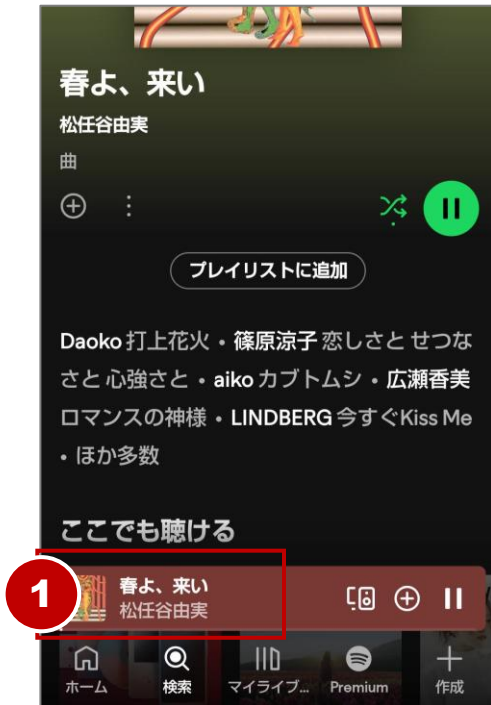 春よ、来い
松任谷由実
曲
プレイリストに追加
Daoko 打上花火 • 篠原涼子 恋しさと せつな
さと 心強さと • aiko カブトムシ • 広瀬香美
ロマンスの神様 • LINDBERG 今すぐKiss Me
• ほか多数
ここでも聴ける
1
春よ、来い
松任谷由実
ホーム 検索 マイライブ... Premium 作成